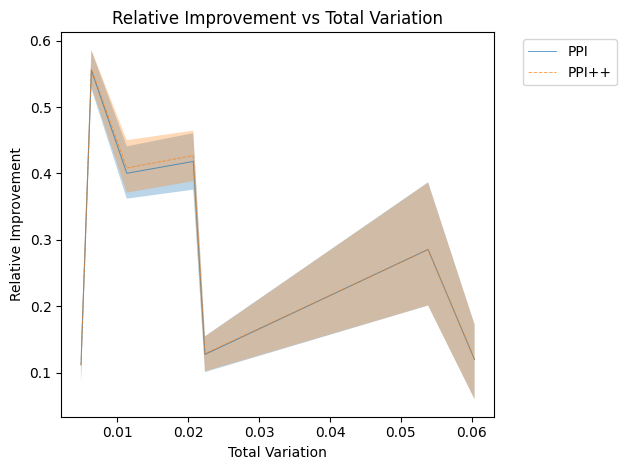 Relative Improvement vs Total Variation
PPI
PPI++
0.6
0.5
0.4
0.3
0.2
0.1
Relative Improvement
0.01 0.02 0.03 0.04 0.05 0.06
Total Variation